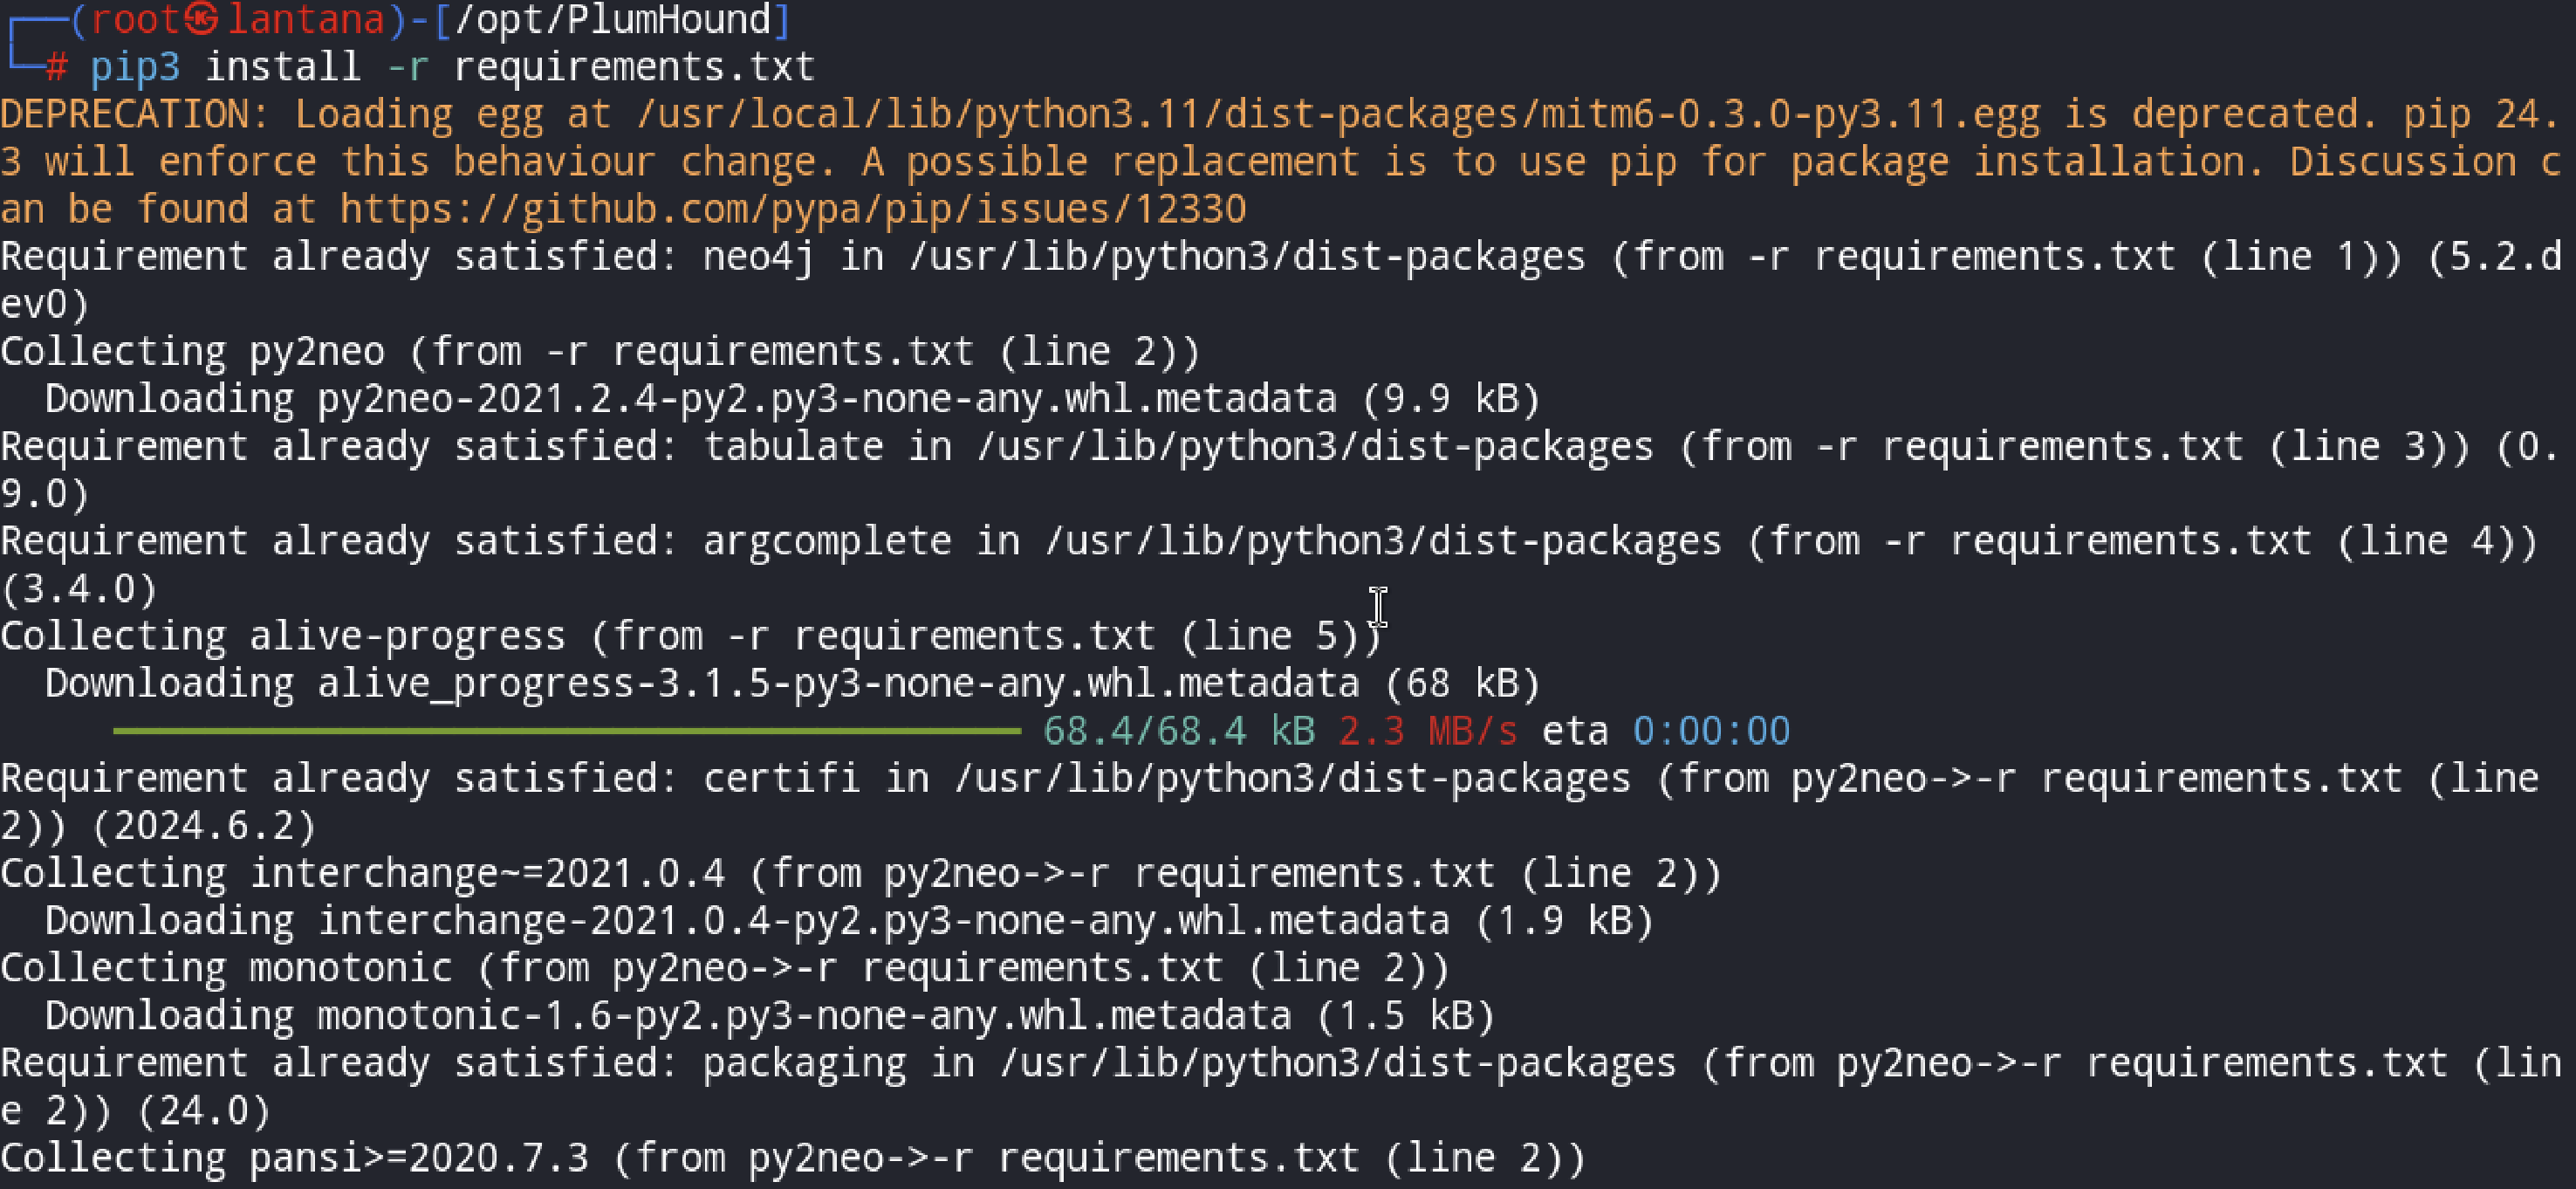 ┌──(root㉿lantana)-[/opt/PlumHound]
└─# pip3 install -r requirements.txt
DEPRECATION: Loading egg at /usr/local/lib/python3.11/dist-packages/mitm6-0.3.0-py3.11.egg is deprecated. pip 24.
3 will enforce this behaviour change. A possible replacement is to use pip for package installation. Discussion c
an be found at https://github.com/pypa/pip/issues/12330
Requirement already satisfied: neo4j in /usr/lib/python3/dist-packages (from -r requirements.txt (line 1)) (5.2.d
ev0)
Collecting py2neo (from -r requirements.txt (line 2))
  Downloading py2neo-2021.2.4-py2.py3-none-any.whl.metadata (9.9 kB)
Requirement already satisfied: tabulate in /usr/lib/python3/dist-packages (from -r requirements.txt (line 3)) (0.
9.0)
Requirement already satisfied: argcomplete in /usr/lib/python3/dist-packages (from -r requirements.txt (line 4))
(3.4.0)
Collecting alive-progress (from -r requirements.txt (line 5))
  Downloading alive_progress-3.1.5-py3-none-any.whl.metadata (68 kB)
     ━━━━━━━━━━━━━━━━━━━━━━━━━━━━━━━━━━━━━━━━ 68.4/68.4 kB 2.3 MB/s eta 0:00:00
Requirement already satisfied: certifi in /usr/lib/python3/dist-packages (from py2neo->-r requirements.txt (line
2)) (2024.6.2)
Collecting interchange~=2021.0.4 (from py2neo->-r requirements.txt (line 2))
  Downloading interchange-2021.0.4-py2.py3-none-any.whl.metadata (1.9 kB)
Collecting monotonic (from py2neo->-r requirements.txt (line 2))
  Downloading monotonic-1.6-py2.py3-none-any.whl.metadata (1.5 kB)
Requirement already satisfied: packaging in /usr/lib/python3/dist-packages (from py2neo->-r requirements.txt (lin
e 2)) (24.0)
Collecting pansi>=2020.7.3 (from py2neo->-r requirements.txt (line 2))